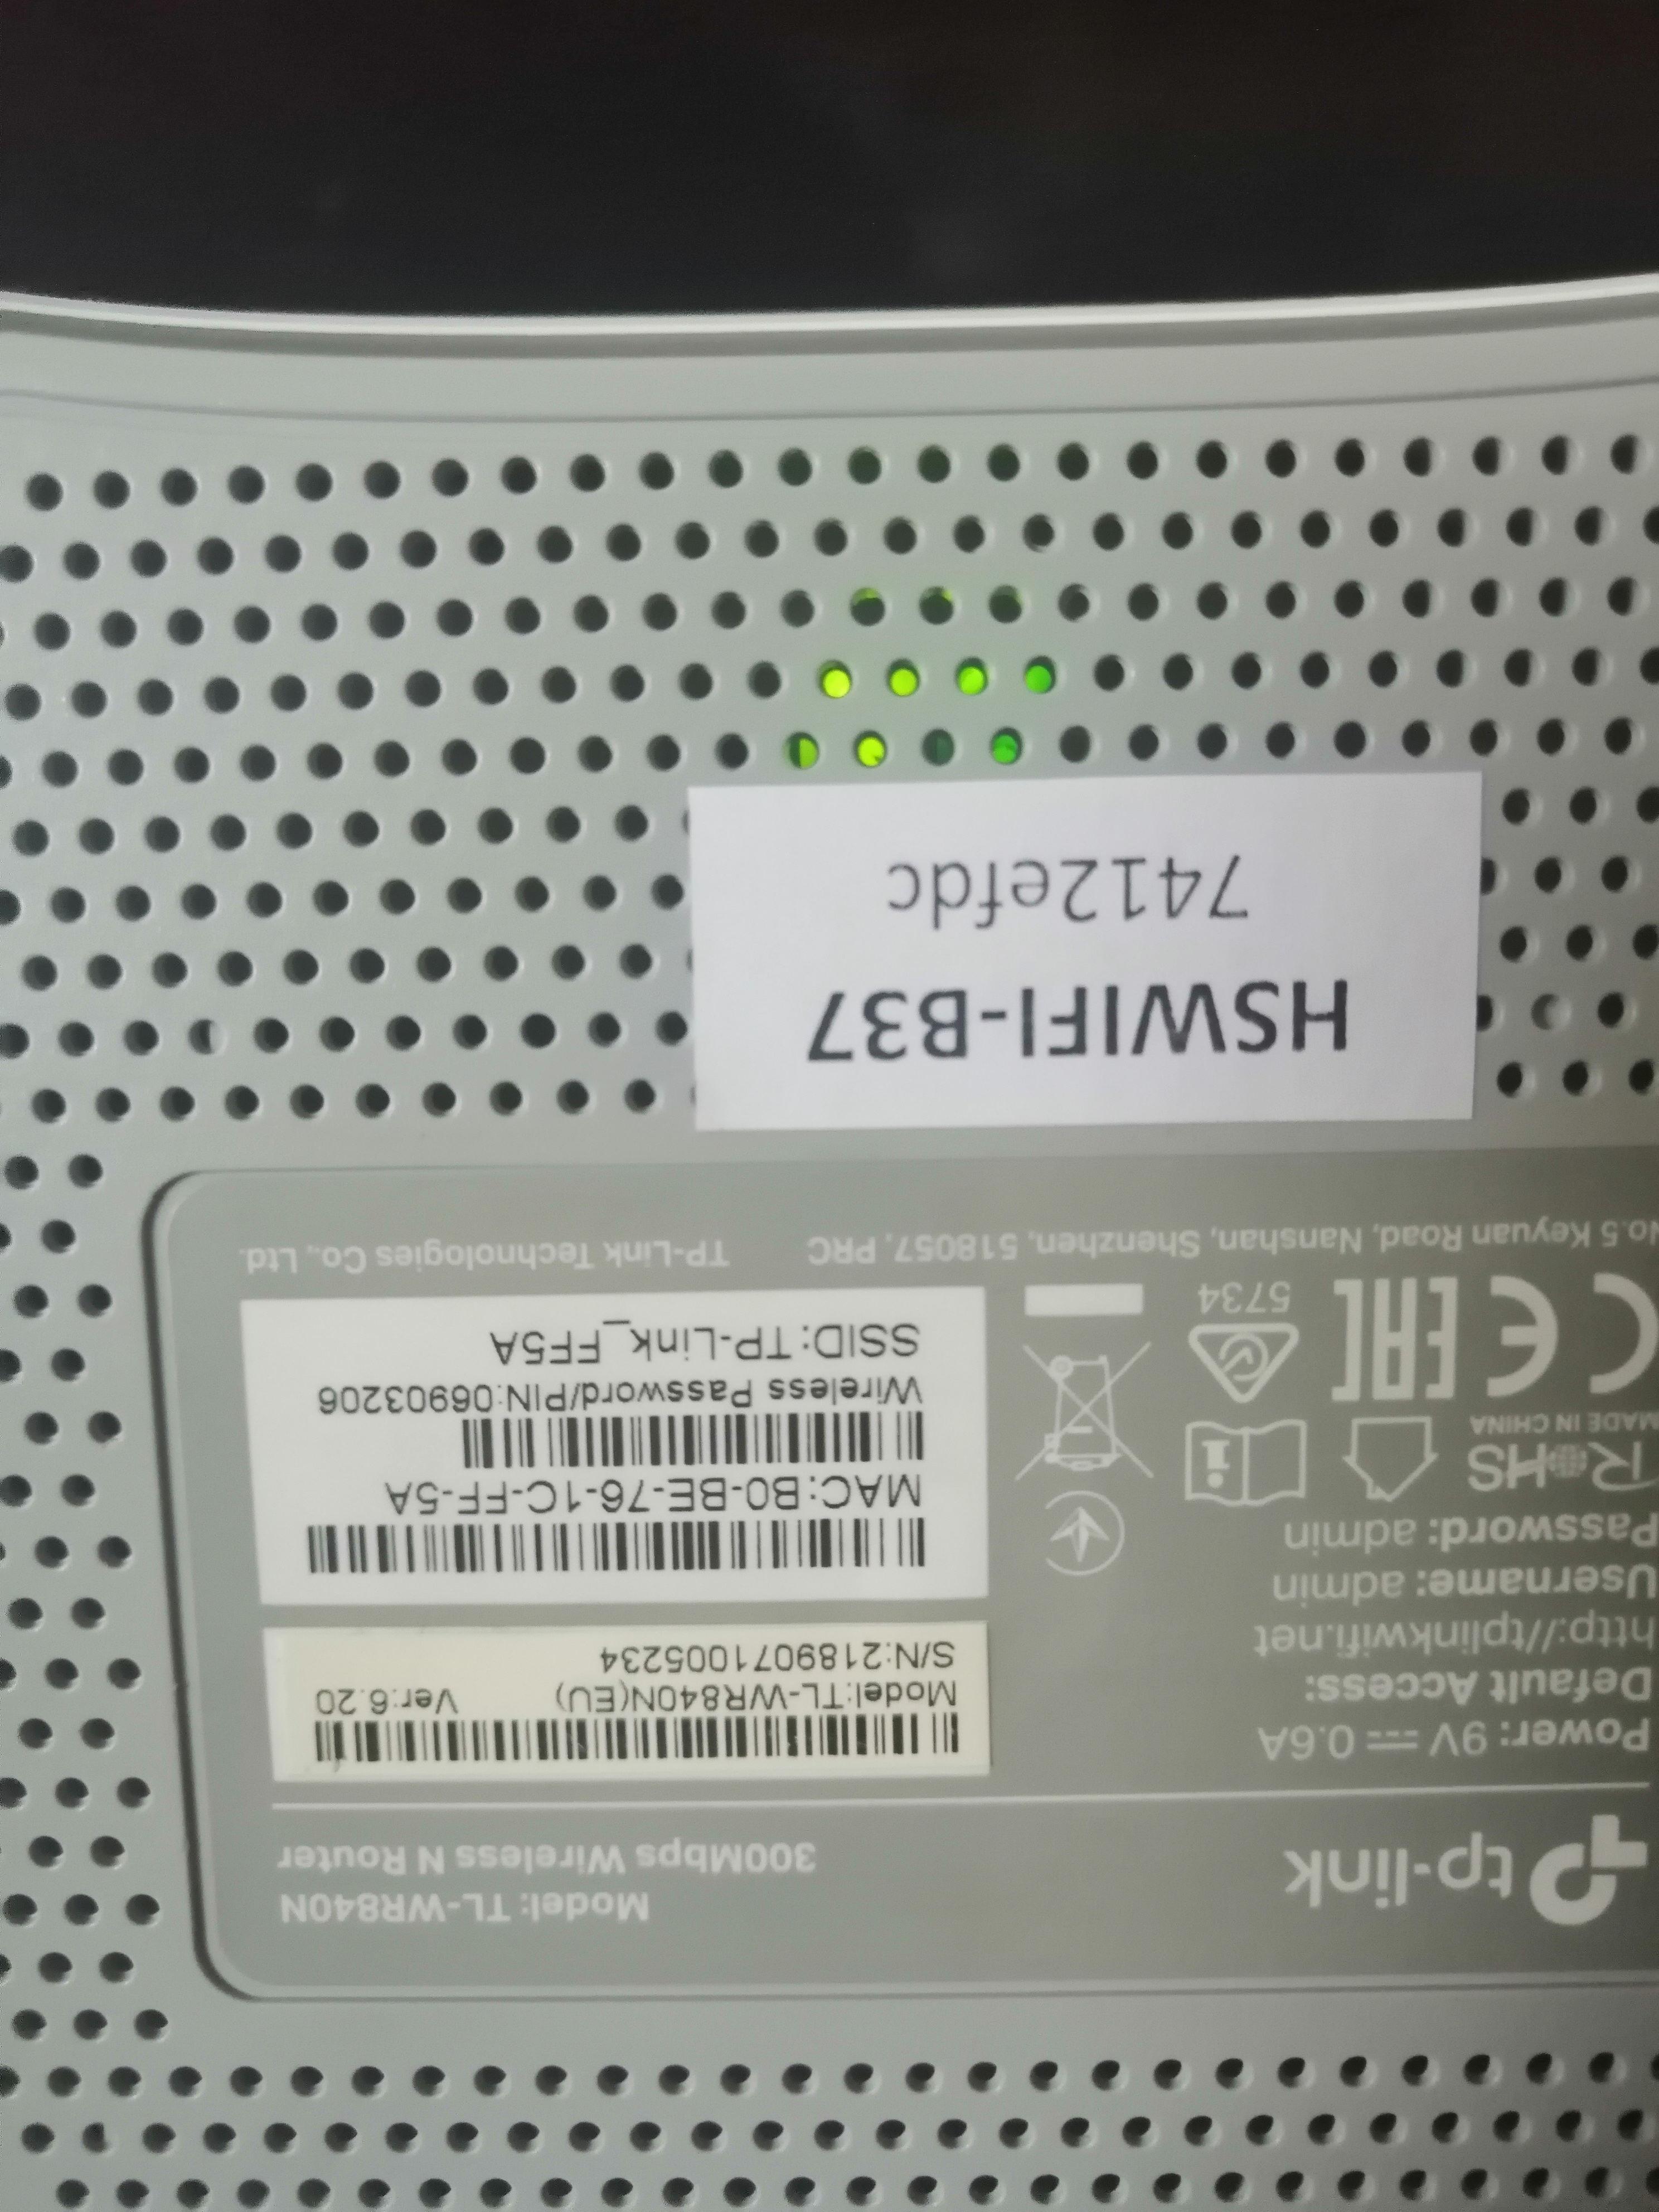 tp-link
Model: TL-WR840N
300Mbps Wireless N Router
Power: 9V ⎓ 0.6A
Default Access:
http://tplinkwifi.net
Username: admin
Password: admin
Model:TL-WR840N(EU) Ver:6.20
S/N:2189071005234
MAC:B0-BE-76-1C-FF-5A
Wireless Password/PIN:06903206
SSID:TP-Link_FF5A
RoHS
MADE IN CHINA
CE
EAC
5734
No.5 Keyuan Road, Nanshan, Shenzhen, 518057, PRC
TP-Link Technologies Co., Ltd.
HSWIFI-B37
7412efdc